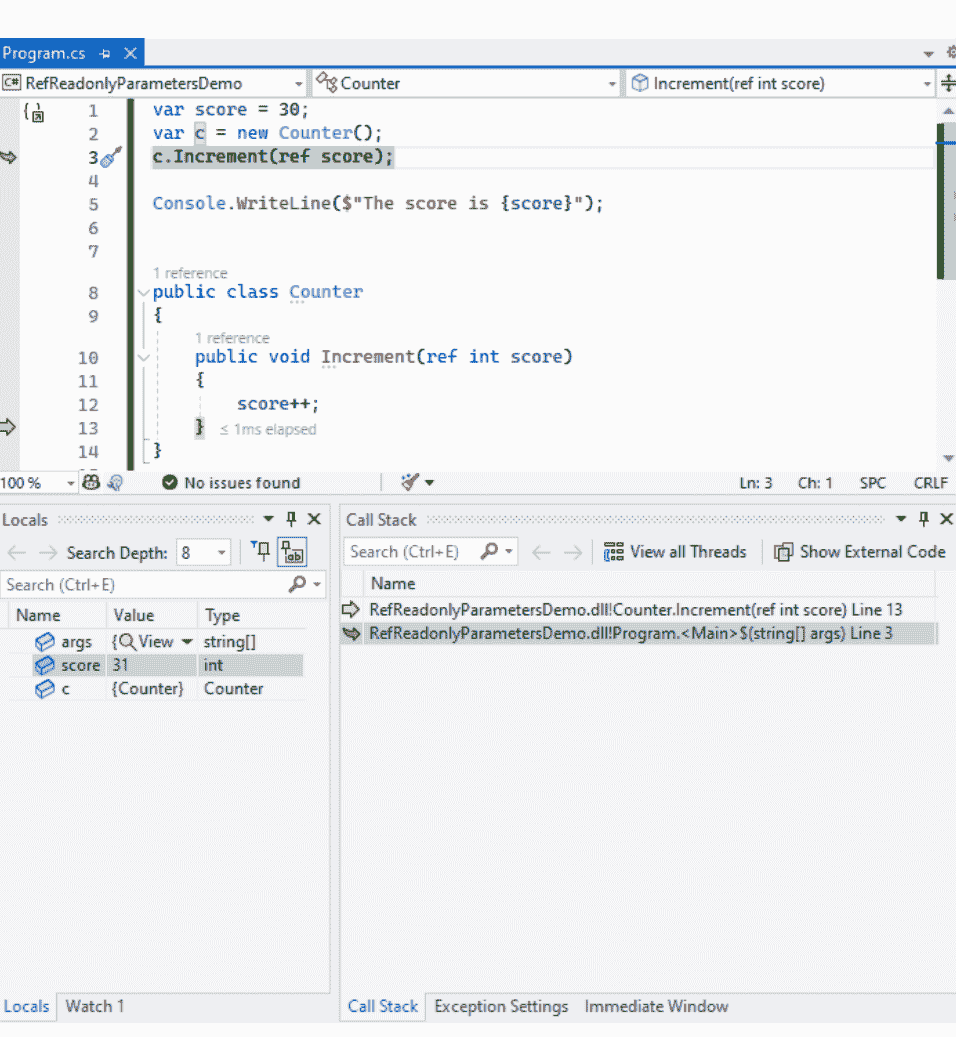 Program.cs
C# RefReadonlyParametersDemo Counter Increment(ref int score)
1 var score = 30;
2 var c = new Counter();
3 c.Increment(ref score);
4
5 Console.WriteLine($"The score is {score}");
6
7
1 reference
8 public class Counter
9 {
1 reference
10 public void Increment(ref int score)
11 {
12 score++;
13 } ≤ 1ms elapsed
14 }
100 % No issues found Ln: 3 Ch: 1 SPC CRLF
Locals
Search Depth: 8
Search (Ctrl+E)
Name Value Type
args {View string[]
score 31 int
c {Counter} Counter
Locals Watch 1
Call Stack
Search (Ctrl+E) View all Threads Show External Code
Name
RefReadonlyParametersDemo.dll!Counter.Increment(ref int score) Line 13
RefReadonlyParametersDemo.dll!Program.<Main>$(string[] args) Line 3
Call Stack Exception Settings Immediate Window